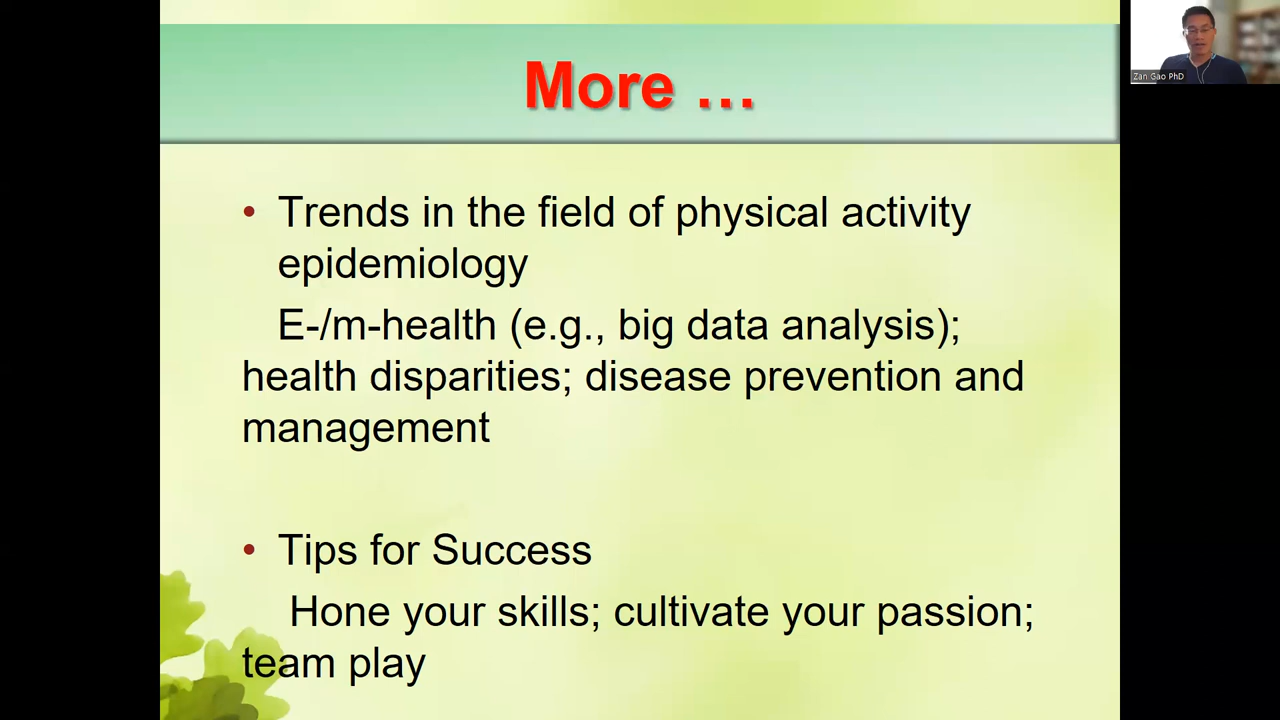 More ...
Zan Gao PhD
• Trends in the field of physical activity
epidemiology
E-/m-health (e.g., big data analysis);
health disparities; disease prevention and
management
• Tips for Success
Hone your skills; cultivate your passion;
team play